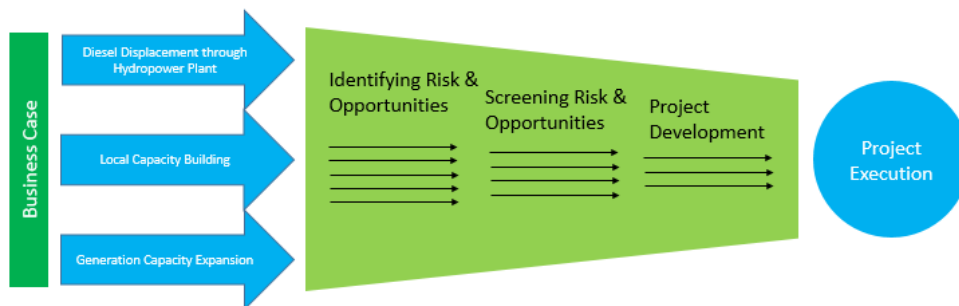 Business Case
Diesel Displacement through
Hydropower Plant
Local Capacity Building
Generation Capacity Expansion
Identifying Risk &
Opportunities
Screening Risk &
Opportunities
Project
Development
Project
Execution